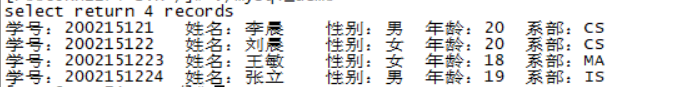 select return 4 records
学号：200215121 姓名：李晨 性别：男 年龄：20 系部：CS
学号：20021522 姓名：刘晨 性别：女 年龄：20 系部：CS
学号：2002151223 姓名：王敏 性别：女 年龄：18 系部：MA
学号：2002151224 姓名：张立 性别：男 年龄：19 系部：IS